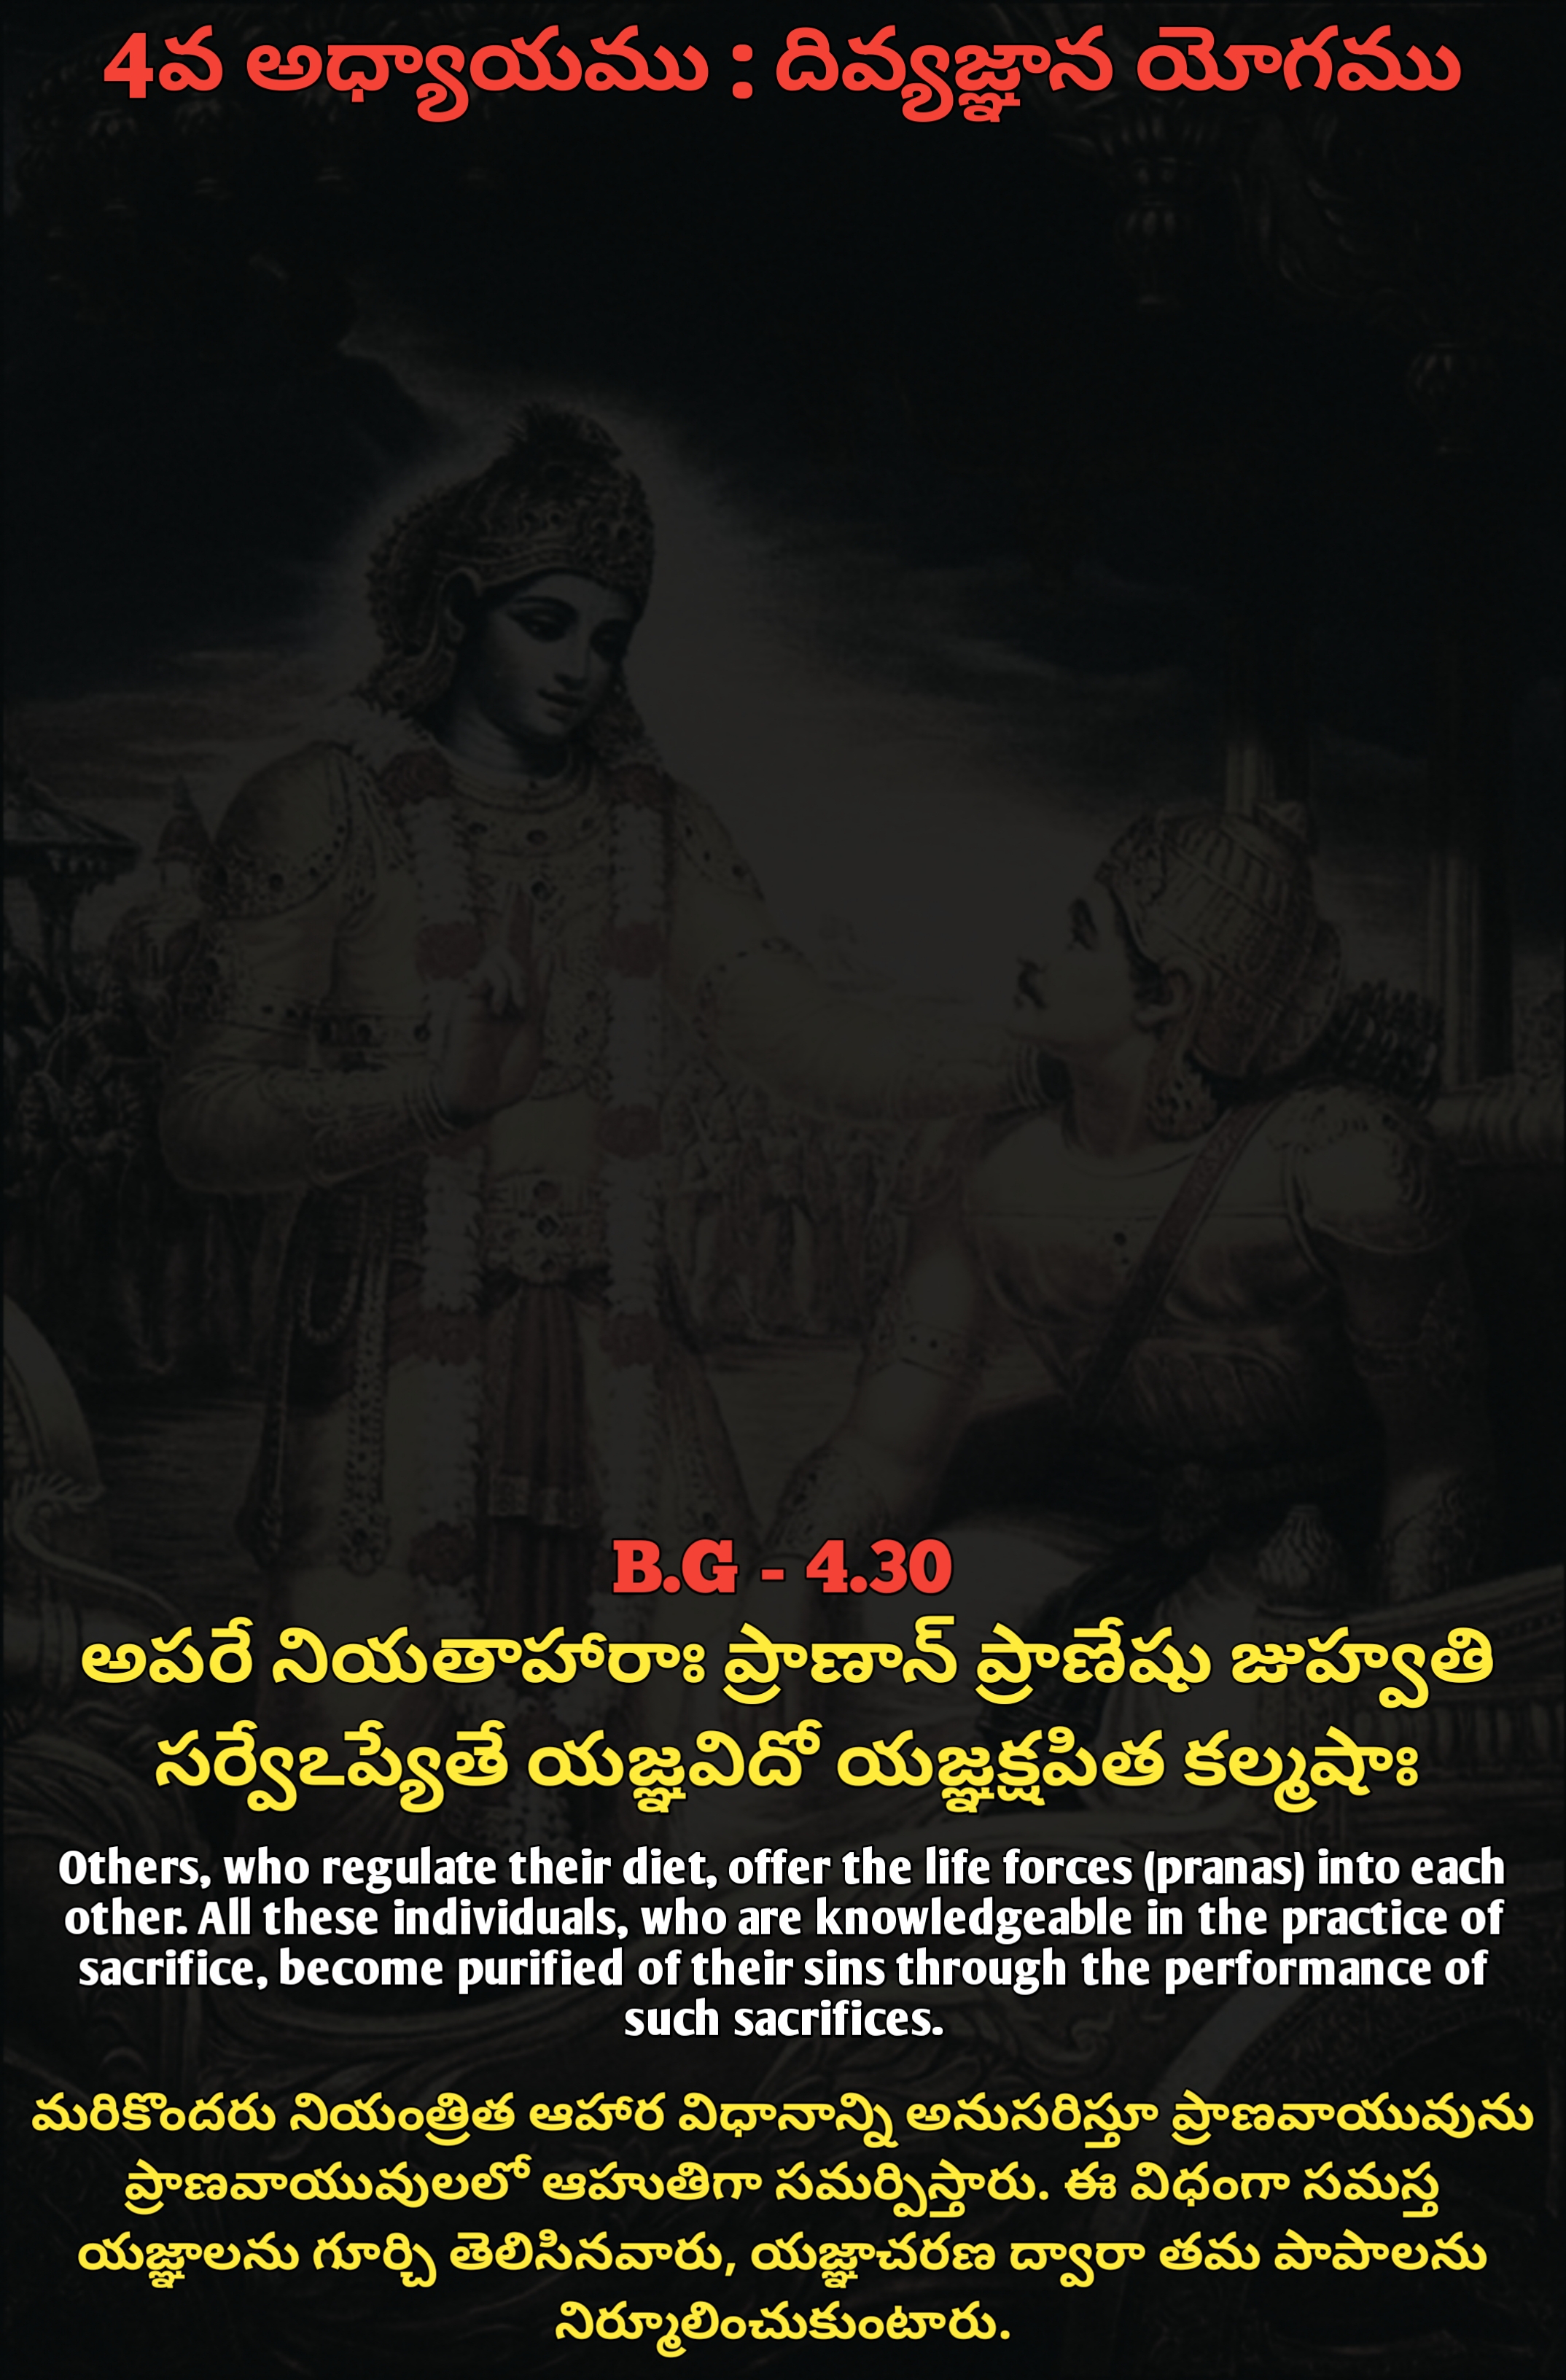 4వ అధ్యాయము : దివ్యజ్ఞాన యోగము
B.G - 4.30
అపరే నియతాహారాః ప్రాణాన్ ప్రాణేషు జుహ్వతి
సర్వేఽప్యేతే యజ్ఞవిదో యజ్ఞక్షపిత కల్మషాః
Others, who regulate their diet, offer the life forces (pranas) into each
other. All these individuals, who are knowledgeable in the practice of
sacrifice, become purified of their sins through the performance of
such sacrifices.
మరికొందరు నియంత్రిత ఆహార విధానాన్ని అనుసరిస్తూ ప్రాణవాయువును
ప్రాణవాయువులలో ఆహుతిగా సమర్పిస్తారు. ఈ విధంగా సమస్త
యజ్ఞాలను గూర్చి తెలిసినవారు, యజ్ఞాచరణ ద్వారా తమ పాపాలను
నిర్మూలించుకుంటారు.